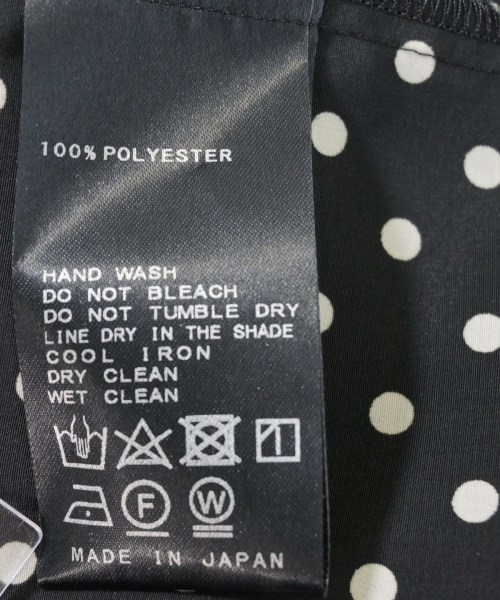 100% POLYESTER
HAND WASH
DO NOT BLEACH
DO NOT TUMBLE DRY
LINE DRY IN THE SHADE
COOL IRON
DRY CLEAN
WET CLEAN
F W
MADE IN JAPAN